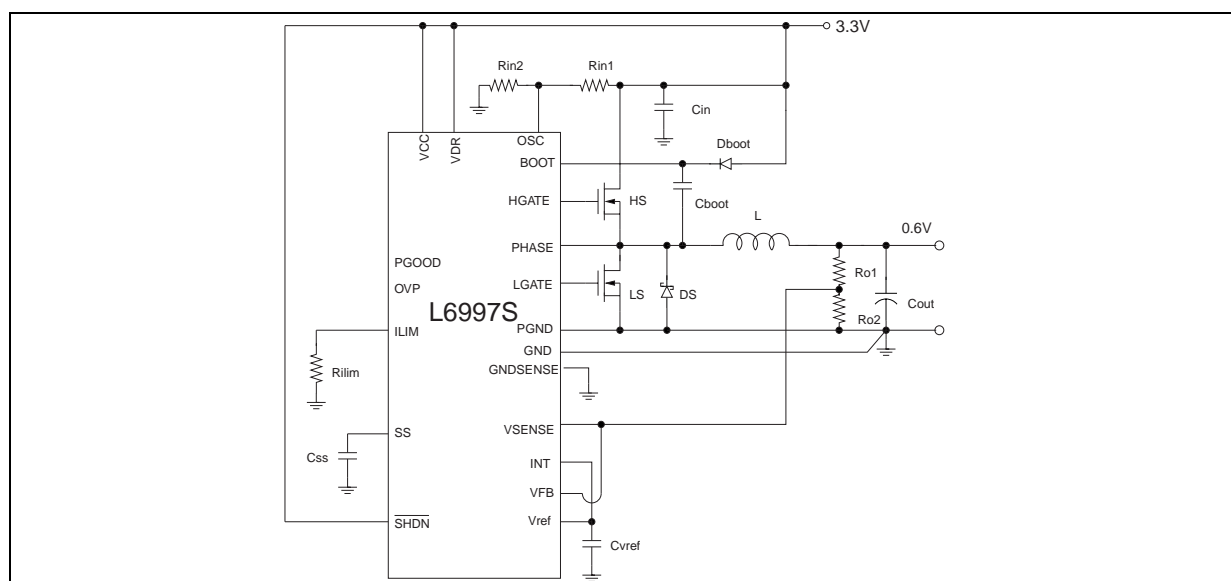 3.3V
Rin2
Rin1
Cin
VCC
VDR
OSC
BOOT
Dboot
Cboot
HGATE
HS
L
0.6V
PHASE
PGOOD
OVP
LGATE
LS
DS
Ro1
Cout
L6997S
Ro2
ILIM
PGND
GND
GNDSENSE
Rilim
SS
VSENSE
Css
INT
VFB
SHDN
Vref
Cvref